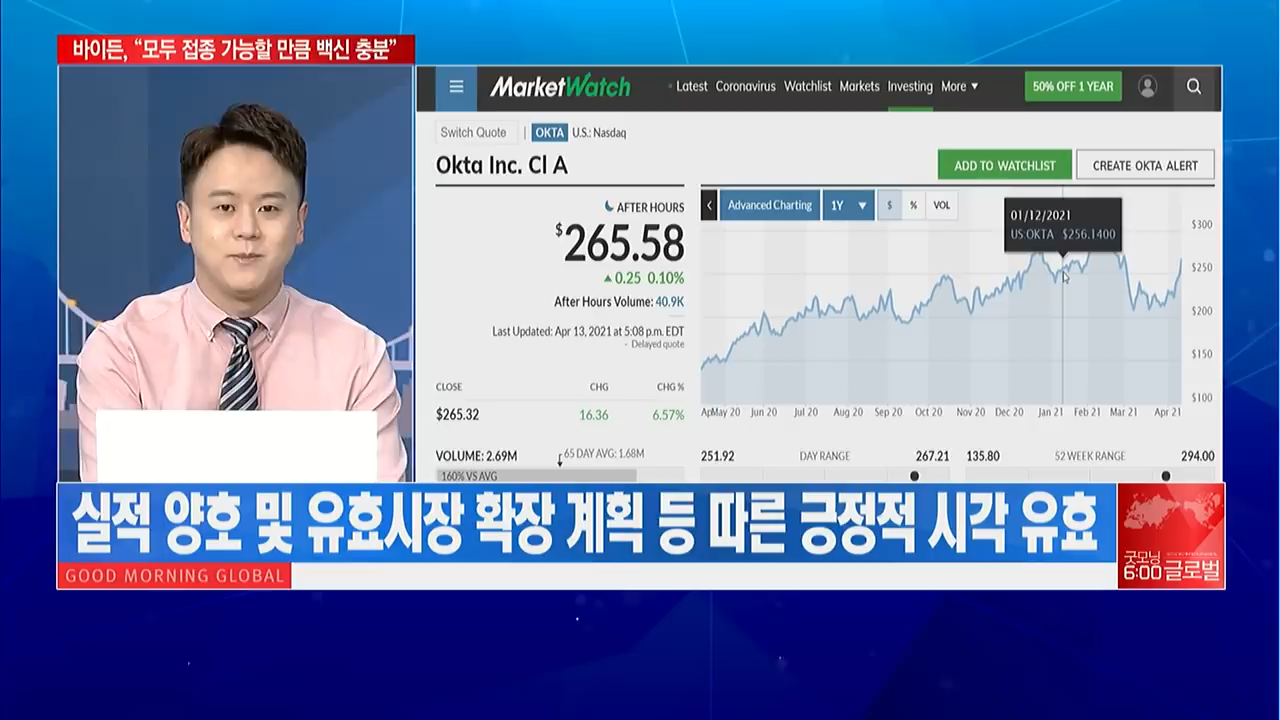 바이든, “모두 접종 가능할 만큼 백신 충분”
MarketWatch
Latest Coronavirus Watchlist Markets Investing More ▼
50% OFF 1 YEAR
Switch Quote | OKTA U.S.: Nasdaq
Okta Inc. Cl A
ADD TO WATCHLIST
CREATE OKTA ALERT
AFTER HOURS
$265.58
▲ 0.25 0.10%
After Hours Volume: 40.9K
Last Updated: Apr 13, 2021 at 5:08 p.m. EDT
- Delayed quote
CLOSE CHG CHG %
$265.32 16.36 6.57%
VOLUME: 2.69M 65 DAY AVG: 1.68M
160% VS AVG
Advanced Charting 1Y ▼ $ % VOL
01/12/2021
US:OKTA $256.1400
$300
$250
$200
$150
$100
ApMay 20 Jun 20 Jul 20 Aug 20 Sep 20 Oct 20 Nov 20 Dec 20 Jan 21 Feb 21 Mar 21 Apr 21
251.92 DAY RANGE 267.21
135.80 52 WEEK RANGE 294.00
실적 양호 및 유효시장 확장 계획 등 따른 긍정적 시각 유효
GOOD MORNING GLOBAL
굿모닝
6:00 글로벌